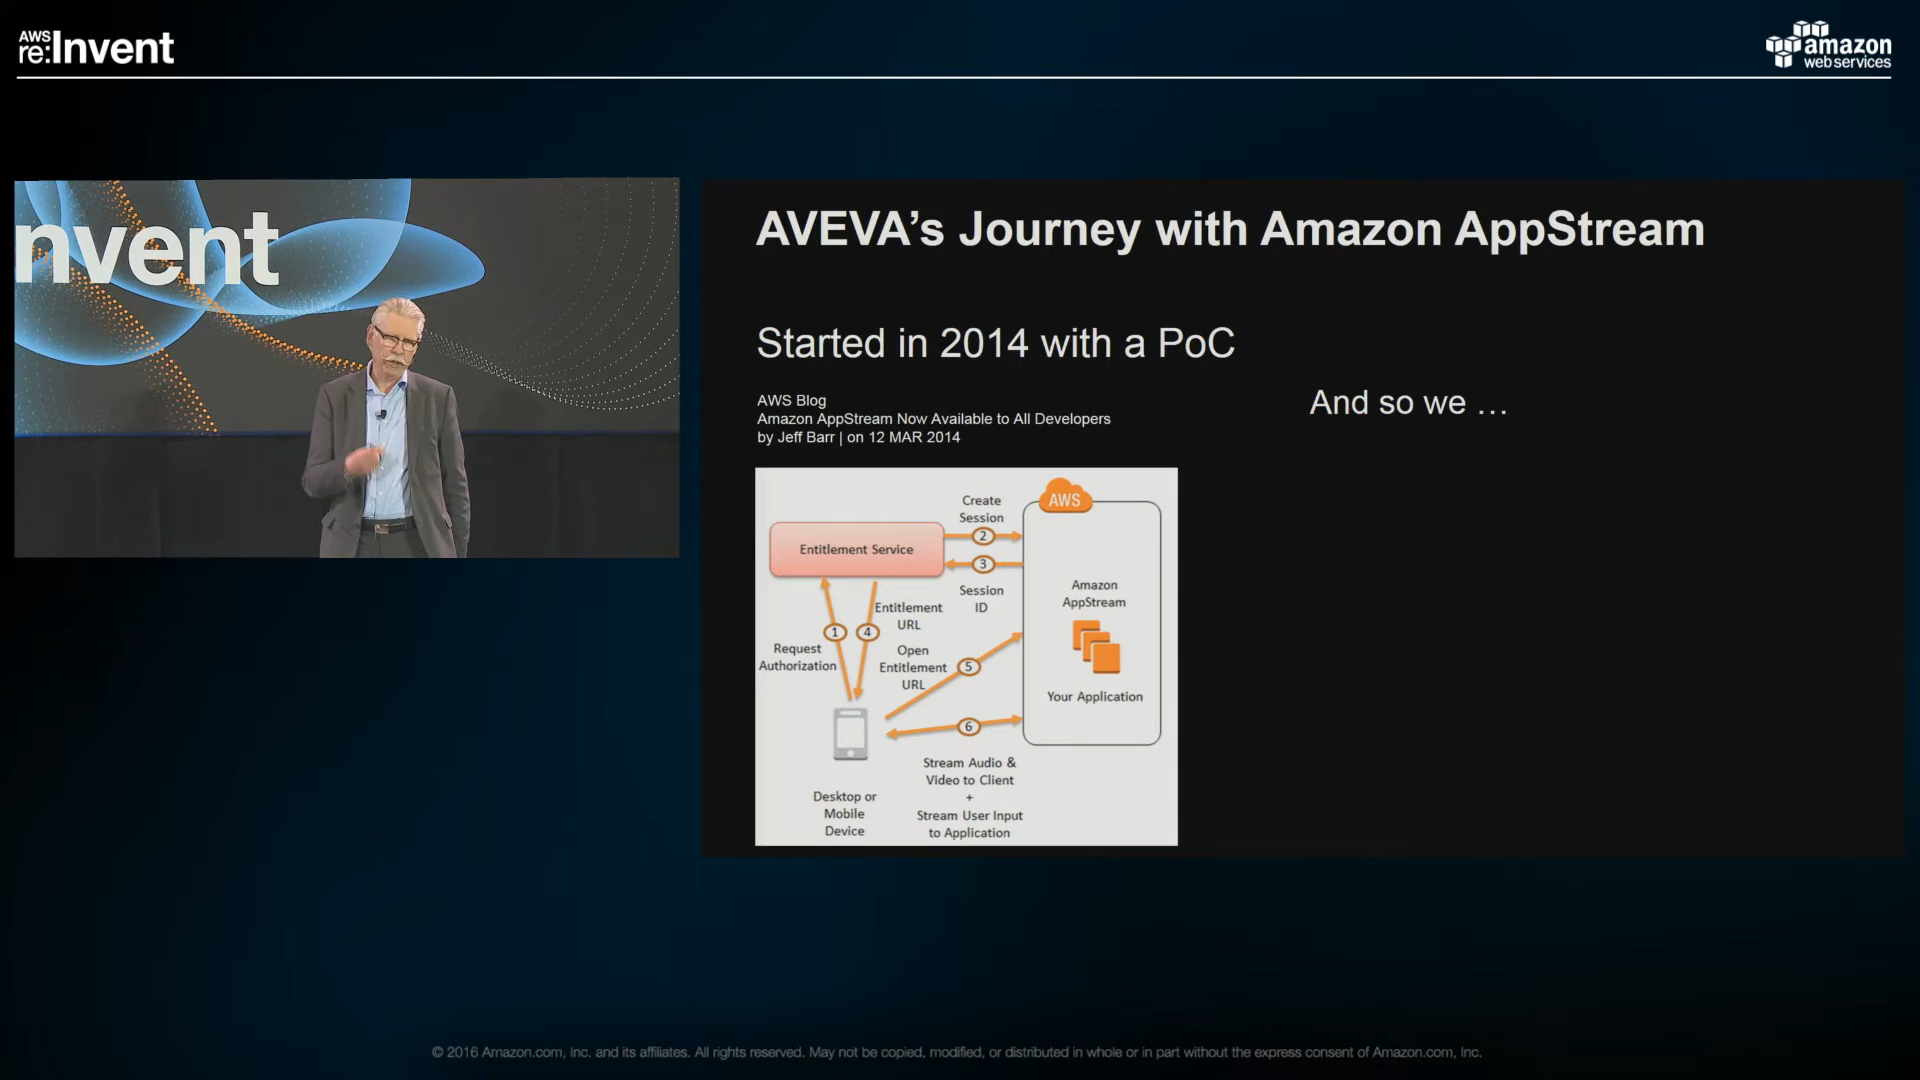 AWS
re:Invent
amazon
web services
nvent
AVEVA's Journey with Amazon AppStream
Started in 2014 with a PoC
AWS Blog
Amazon AppStream Now Available to All Developers
by Jeff Barr | on 12 MAR 2014
And so we …
Create
Session
AWS
2
Entitlement Service
3
Session
ID
Amazon
AppStream
Entitlement
URL
1
4
Request
Authorization
Open
Entitlement
URL
5
Your Application
6
Stream Audio &
Video to Client
+
Stream User Input
to Application
Desktop or
Mobile
Device
© 2016 Amazon.com, Inc. and its affiliates. All rights reserved. May not be copied, modified, or distributed in whole or in part without the express consent of Amazon.com, Inc.